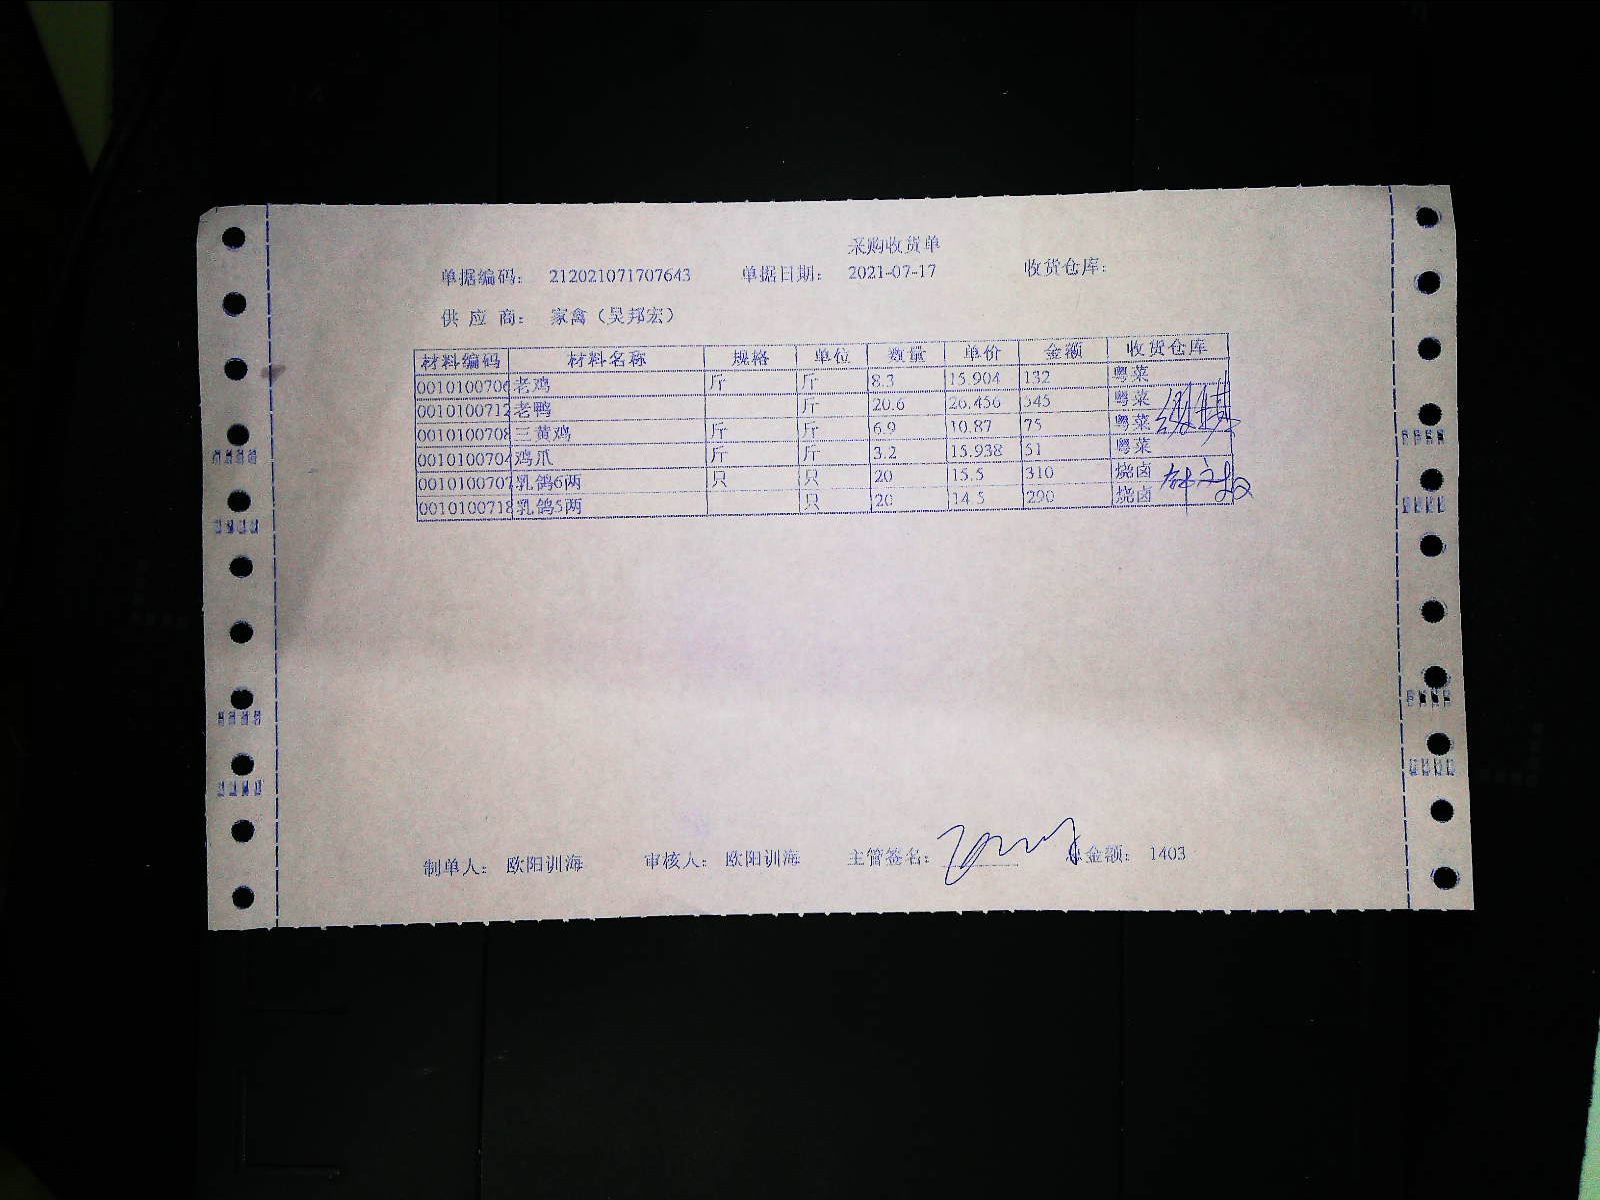 采购收货单
单据编码： 212021071707643 单据日期： 2021-07-17 收货仓库：
供 应 商： 家禽（吴邦宏）
材料编码 材料名称 规格 单位 数量 单价 金额 收货仓库
0010100706 老鸡 斤 斤 8.3 15.904 132 粤菜
0010100712 老鸭 斤 20.6 26.456 545 粤菜
0010100708 三黄鸡 斤 斤 6.9 10.87 75 粤菜
0010100704 鸡爪 斤 斤 3.2 15.938 51 粤菜
0010100707 乳鸽6两 只 只 20 15.5 310 烧卤
0010100718 乳鸽5两 只 20 14.5 290 烧卤
制单人： 欧阳训海 审核人： 欧阳训海 主管签名： 总金额： 1403